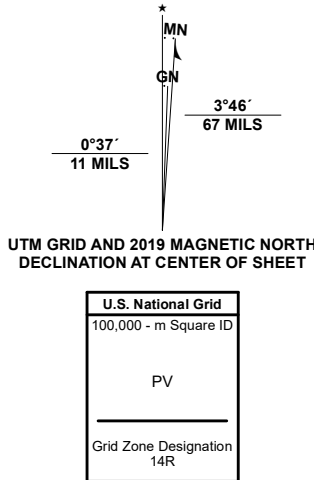 ★
MN
GN
3°46´
67 MILS
0°37´
11 MILS
UTM GRID AND 2019 MAGNETIC NORTH
DECLINATION AT CENTER OF SHEET
U.S. National Grid
100,000 - m Square ID
PV
Grid Zone Designation
14R